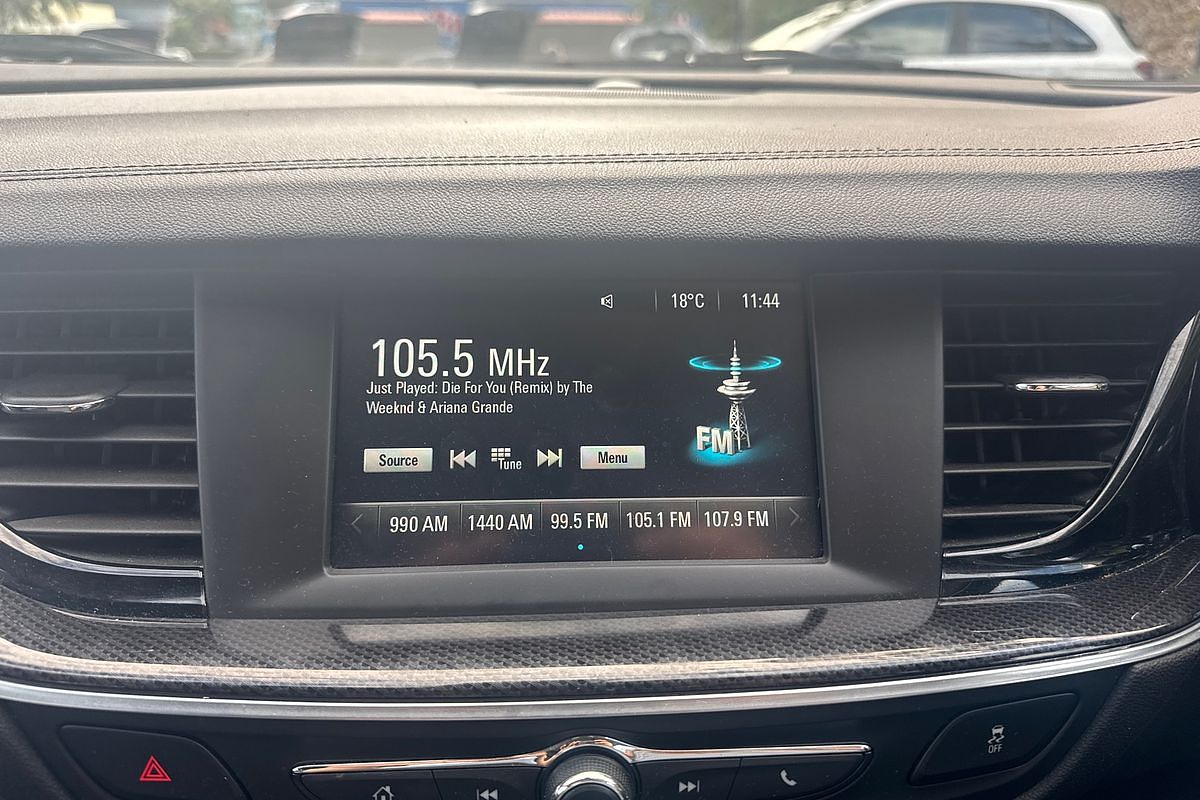 18°C 11:44
105.5 MHz
Just Played: Die For You (Remix) by The
Weeknd & Ariana Grande
FM
Source Tune Menu
990 AM 1440 AM 99.5 FM 105.1 FM 107.9 FM
OFF